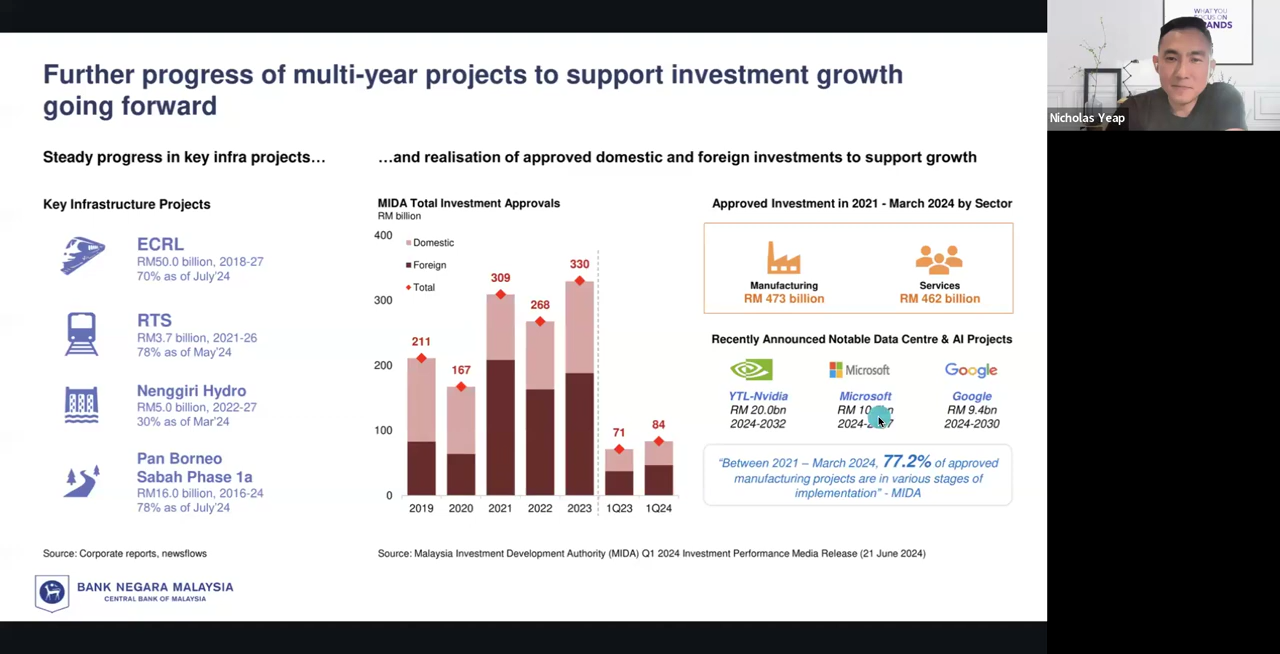 Further progress of multi-year projects to support investment growth
going forward
Steady progress in key infra projects…
…and realisation of approved domestic and foreign investments to support growth
Key Infrastructure Projects
ECRL
RM50.0 billion, 2018-27
70% as of July'24
RTS
RM3.7 billion, 2021-26
78% as of May'24
Nenggiri Hydro
RM5.0 billion, 2022-27
30% as of Mar'24
Pan Borneo
Sabah Phase 1a
RM16.0 billion, 2016-24
78% as of July'24
Source: Corporate reports, newsflows
MIDA Total Investment Approvals
RM billion
400
300
200
100
0
Domestic
Foreign
Total
211
167
309
268
330
71
84
2019 2020 2021 2022 2023 1Q23 1Q24
Source: Malaysia Investment Development Authority (MIDA) Q1 2024 Investment Performance Media Release (21 June 2024)
Approved Investment in 2021 - March 2024 by Sector
Manufacturing
RM 473 billion
Services
RM 462 billion
Recently Announced Notable Data Centre & AI Projects
Microsoft
Google
YTL-Nvidia
RM 20.0bn
2024-2032
Microsoft
RM
Google
RM 9.4bn
2024-2030
"Between 2021 – March 2024, 77.2% of approved
manufacturing projects are in various stages of
implementation" - MIDA
BANK NEGARA MALAYSIA
CENTRAL BANK OF MALAYSIA
WHAT YOU
FOCUS ON
Nicholas Yeap